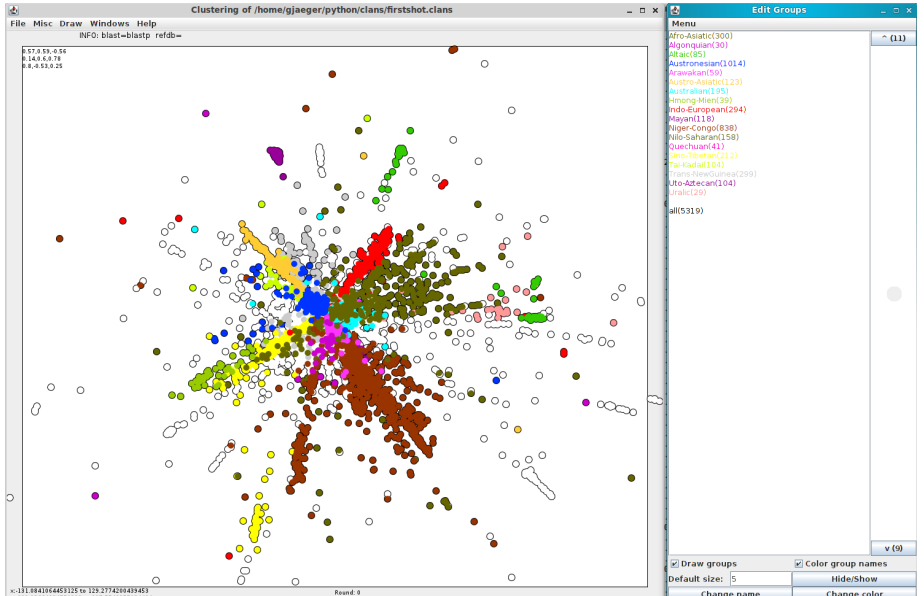 Clustering of /home/gjaeger/python/clans/firstshot.clans
File Misc Draw Windows Help
INFO: blast=blastp refdb=
0.57,0.59,-0.56
0.14,0.6,0.78
0.8,-0.53,0.25
x:-131.0841064453125 to 129.2774200439453
Round: 0
Edit Groups
Menu
Afro-Asiatic(300)
Algonquian(30)
Altaic(85)
Austronesian(1014)
Arawakan(59)
Austro-Asiatic(123)
Australian(195)
Hmong-Mien(39)
Indo-European(294)
Mayan(118)
Niger-Congo(838)
Nilo-Saharan(158)
Quechuan(41)
Tai-Kadai(104)
Trans-NewGuinea(299)
Uto-Aztecan(104)
Uralic(29)
all(5319)
^ (11)
v (9)
Draw groups
Color group names
Default size: 5
Hide/Show
Change name
Change color